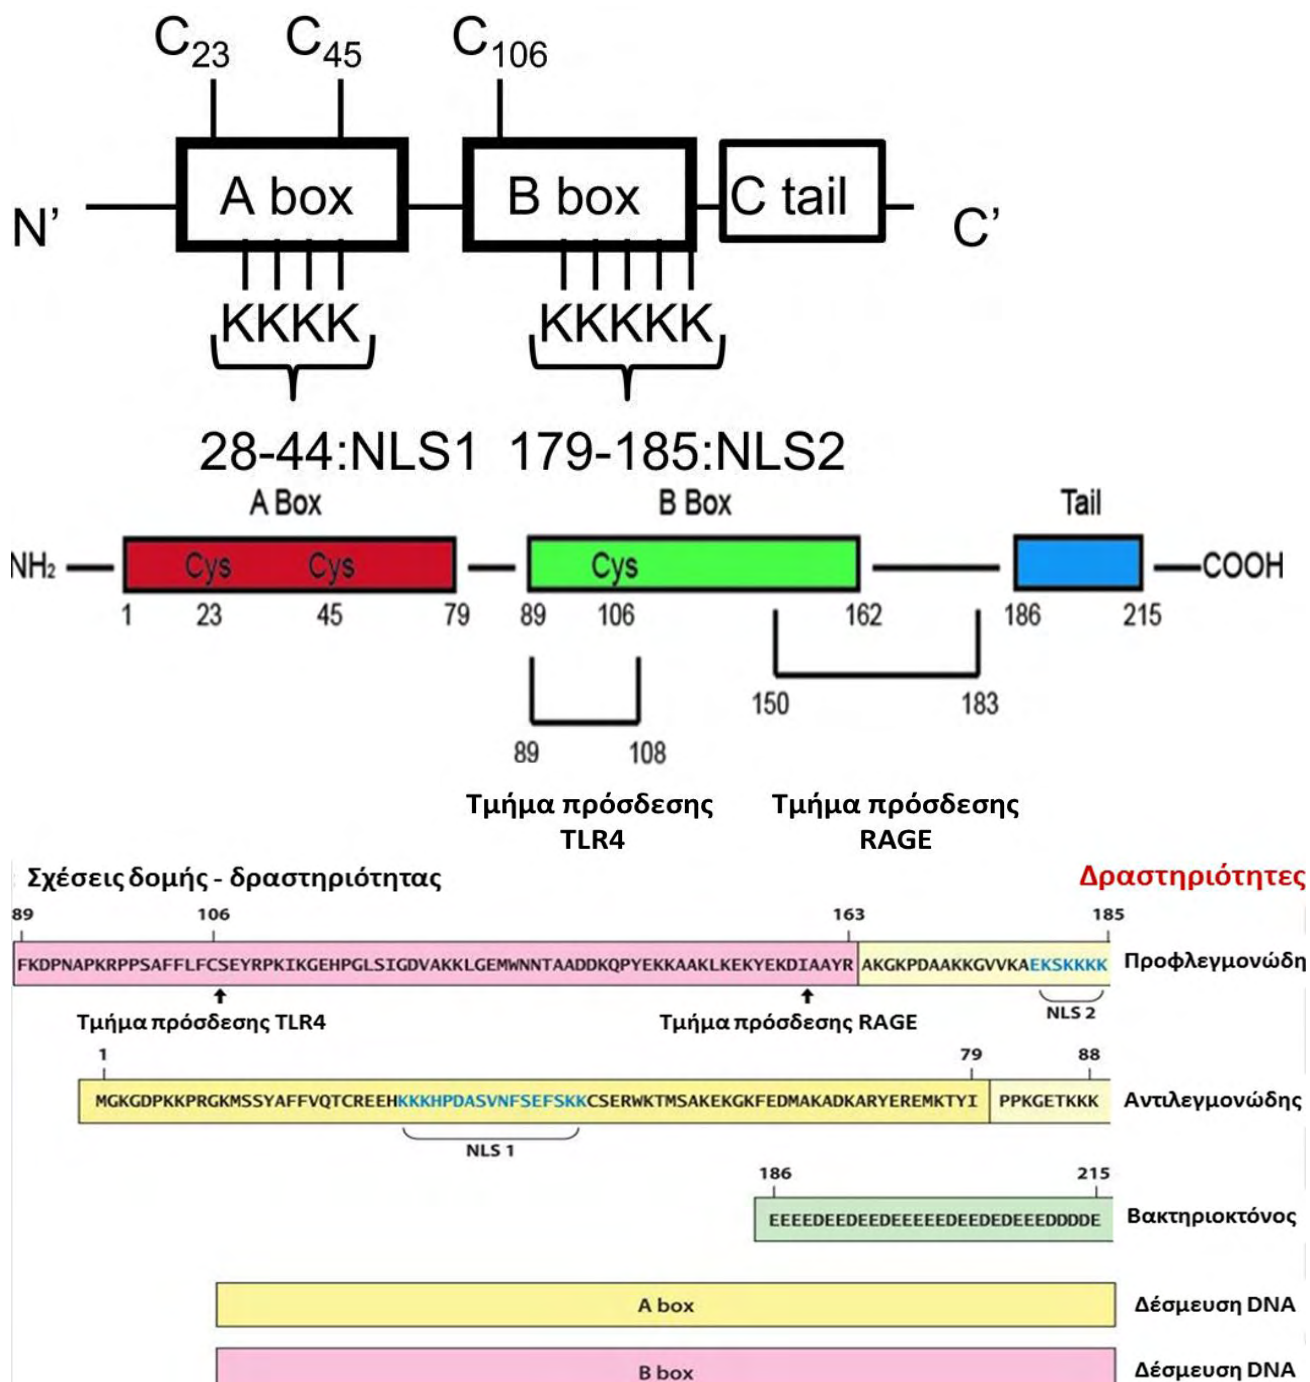 C23 C45 C106
A box B box C tail
N’ C’
KKKK KKKKK
28-44:NLS1 179-185:NLS2
A Box B Box Tail
NH2 Cys Cys Cys COOH
1 23 45 79 89 106 162 186 215
150 183
89 108
Τμήμα πρόσδεσης TLR4
Τμήμα πρόσδεσης RAGE
Σχέσεις δομής - δραστηριότητας Δραστηριότητες
89 106 163 185
FKDPNAPKRPPSAFFLFCSEYRPKIKGEHPGLSIGDVAKKLGEMWNNTAADDKQPYEKKAAKLKEKYEKDIAAYR AKGKPDAAKKGVVKAEKSKKKK Προφλεγμονώδη
NLS 2
Τμήμα πρόσδεσης TLR4 Τμήμα πρόσδεσης RAGE
1 79 88
MGKGDPKKPRGKMSSYAFFVQTCREEHKKKHPDASVNFSEFSKKCSERWKTMSAKEKGKFEDMAKADKARYEREMKTYI PPKGETKKK Αντιλεγμονώδης
NLS 1
186 215
EEEEDEEDEEDEEEEEDEEDEDEEEDDDDE Βακτηριοκτόνος
A box Δέσμευση DNA
B box Δέσμευση DNA